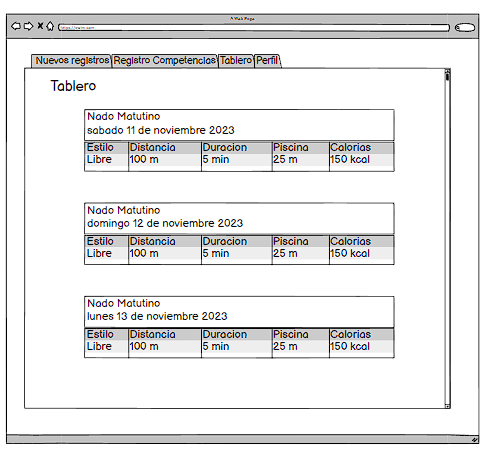 A Web Page
Nuevos registros Registro Competencias Tablero Perfil
Tablero
Nado Matutino
sabado 11 de noviembre 2023
Estilo Distancia Duracion Piscina Calorias
Libre 100 m 5 min 25 m 150 kcal
Nado Matutino
domingo 12 de noviembre 2023
Estilo Distancia Duracion Piscina Calorias
Libre 100 m 5 min 25 m 150 kcal
Nado Matutino
lunes 13 de noviembre 2023
Estilo Distancia Duracion Piscina Calorias
Libre 100 m 5 min 25 m 150 kcal